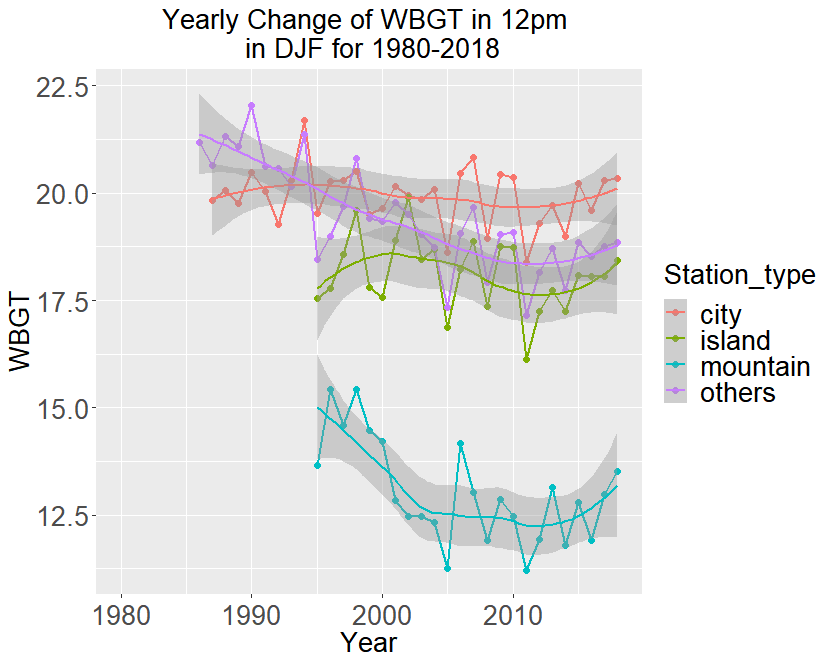 Yearly Change of WBGT in 12pm
in DJF for 1980-2018
22.5
20.0
17.5
15.0
12.5
WBGT
1980 1990 2000 2010
Year
Station_type
city
island
mountain
others